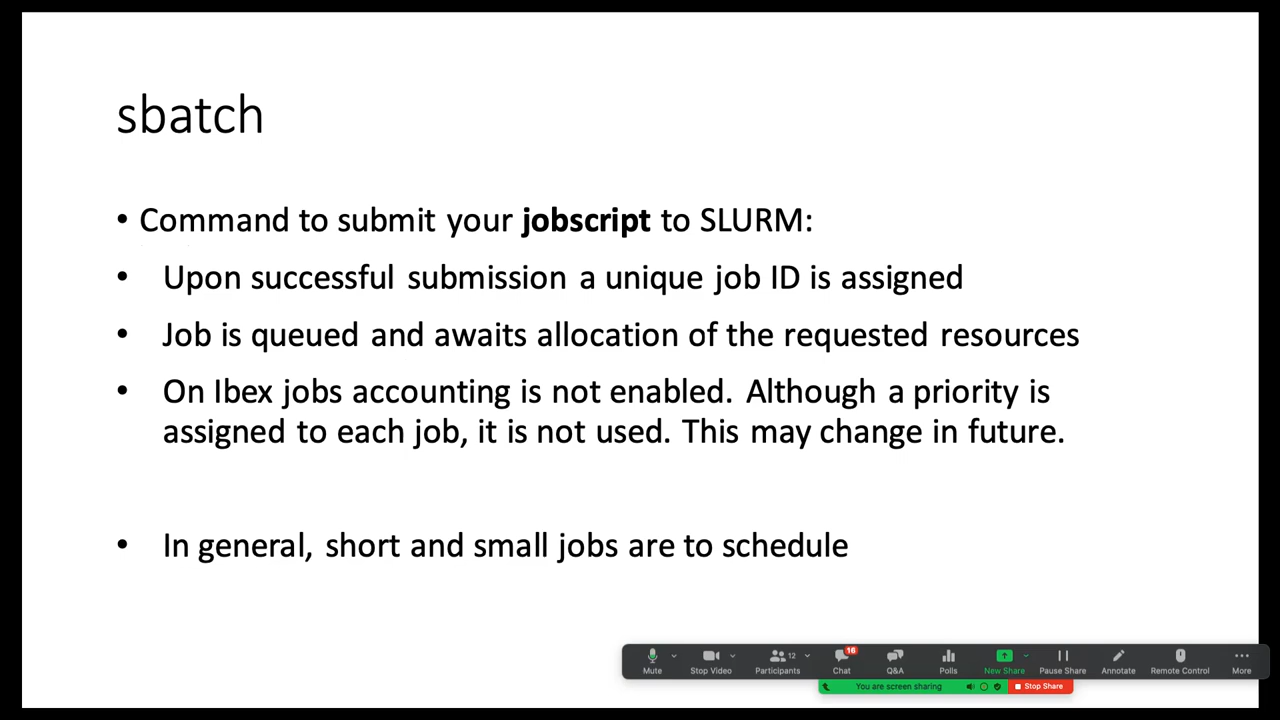 sbatch
• Command to submit your jobscript to SLURM:
• Upon successful submission a unique job ID is assigned
• Job is queued and awaits allocation of the requested resources
• On Ibex jobs accounting is not enabled. Although a priority is
assigned to each job, it is not used. This may change in future.
• In general, short and small jobs are to schedule
12 16
Mute Stop Video Participants Chat Q&A Polls New Share Pause Share Annotate Remote Control More
You are screen sharing Stop Share